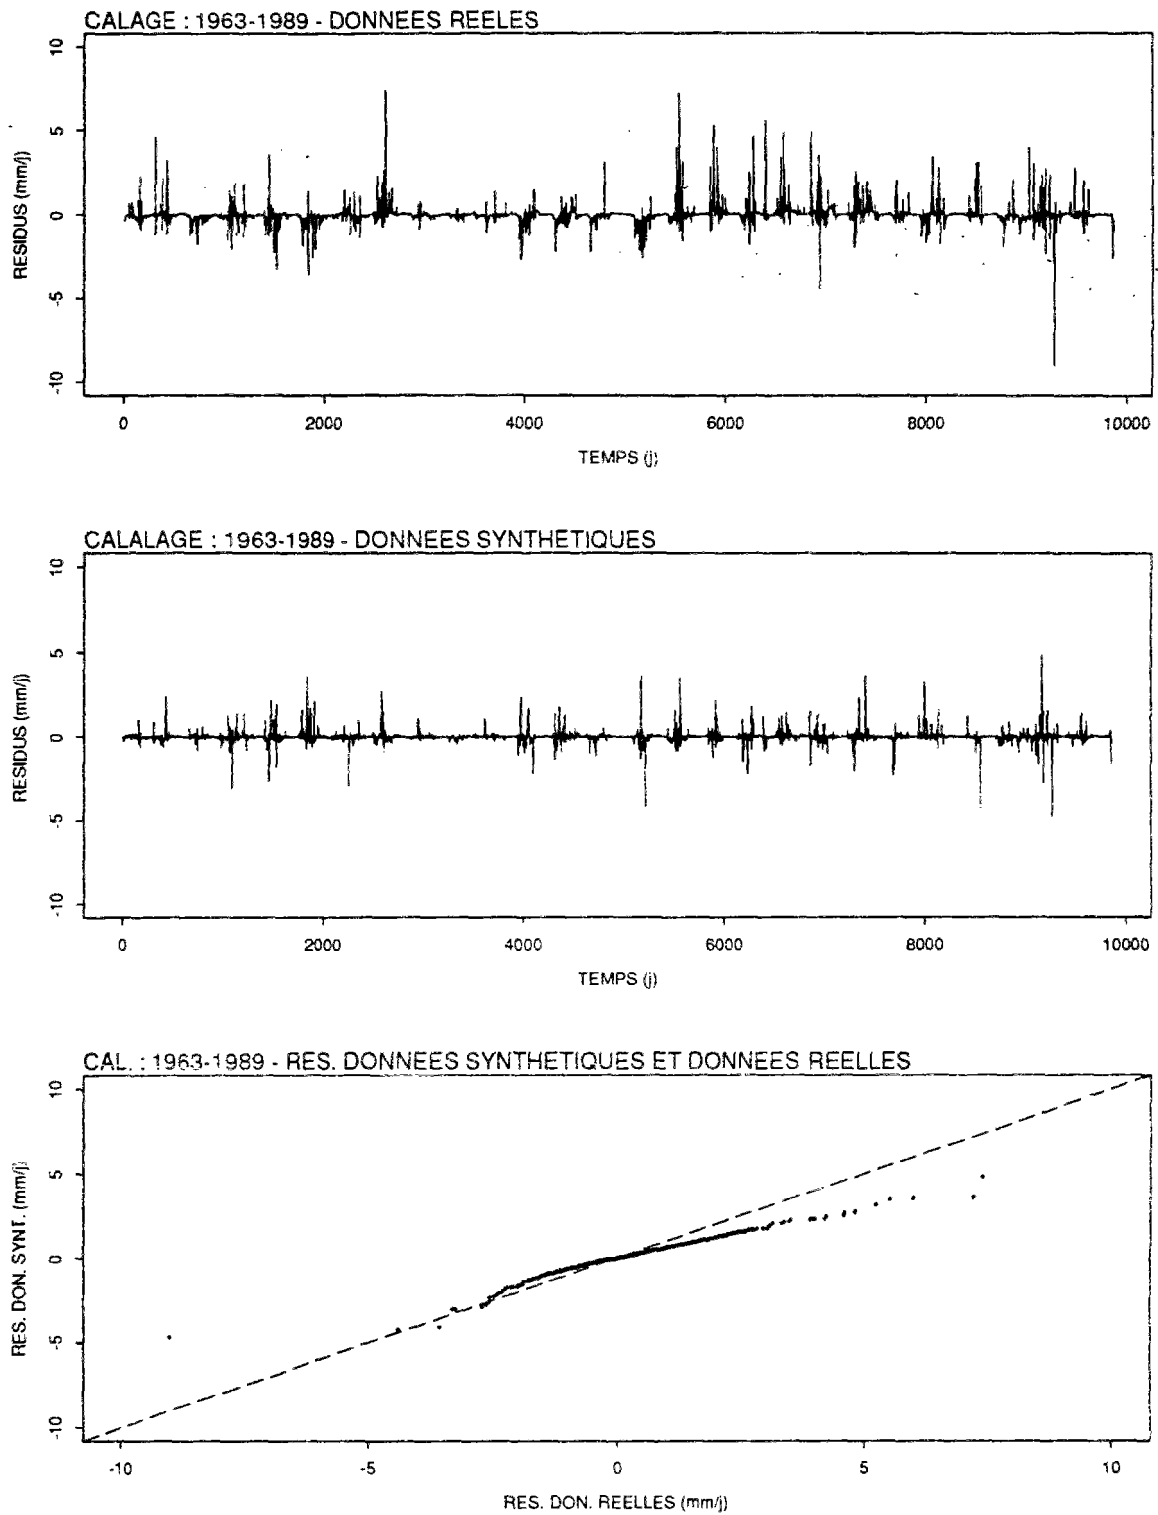 CALAGE : 1963-1989 - DONNEES REELES
10
5
0
-5
-10
RESIDUS (mm/j)
0 2000 4000 6000 8000 10000
TEMPS (j)
CALALAGE : 1963-1989 - DONNEES SYNTHETIQUES
10
5
0
-5
-10
RESIDUS (mm/j)
0 2000 4000 6000 8000 10000
TEMPS (j)
CAL. : 1963-1989 - RES. DONNEES SYNTHETIQUES ET DONNEES REELLES
10
5
0
-5
-10
RES. DON. SYNT. (mm/j)
-10 -5 0 5 10
RES. DON. REELLES (mm/j)